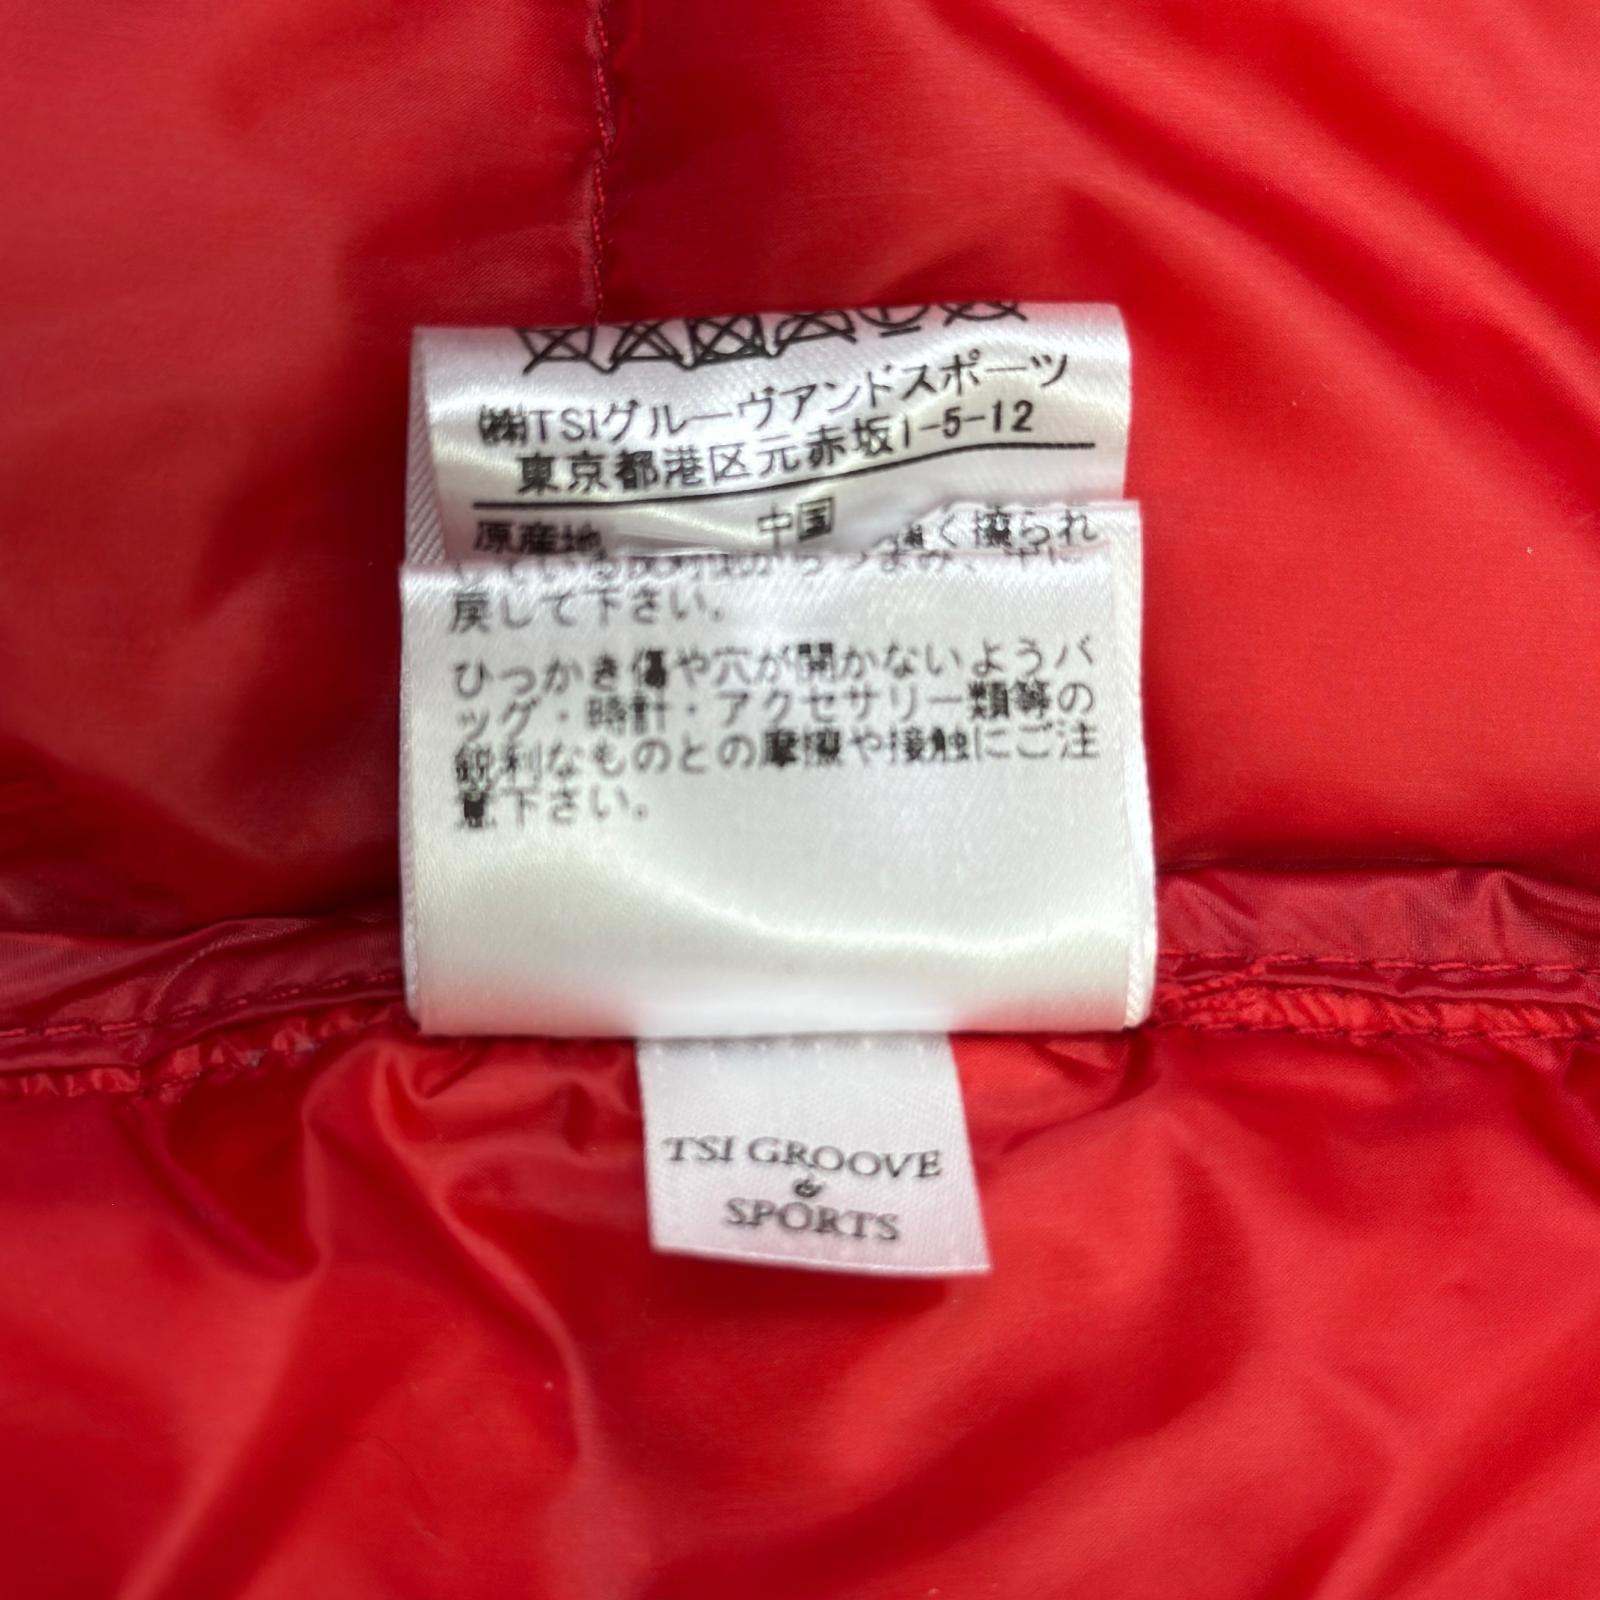 ㈱TSIグルーヴアンドスポーツ
東京都港区元赤坂1-5-12
原産地 中国
く擦られ
戻して下さい。
ひっかき傷や穴が開かないようバ
ッグ・時計・アクセサリー類等の
鋭利なものとの摩擦や接触にご注
意下さい。
TSI GROOVE
&
SPORTS